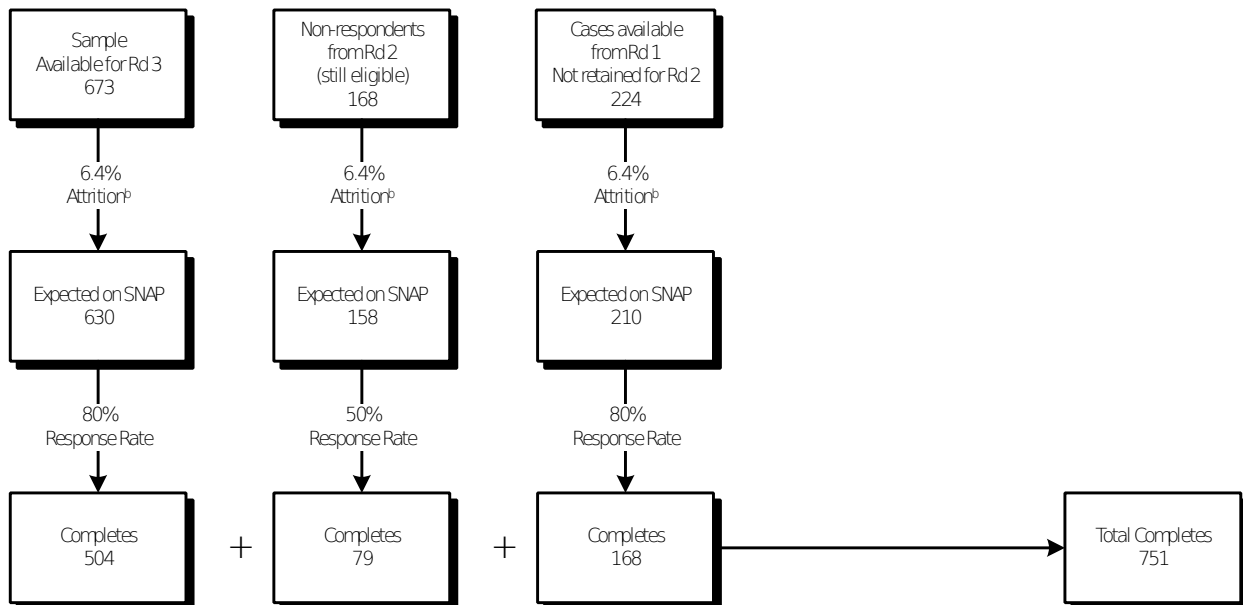 Sample
Available for Rd 3
673
Non-respondents
from Rd 2
(still eligible)
168
Cases available
from Rd 1
Not retained for Rd 2
224
6.4%
Attritionᵇ
6.4%
Attritionᵇ
6.4%
Attritionᵇ
Expected on SNAP
630
Expected on SNAP
158
Expected on SNAP
210
80%
Response Rate
50%
Response Rate
80%
Response Rate
Completes
504
+
Completes
79
+
Completes
168
Total Completes
751